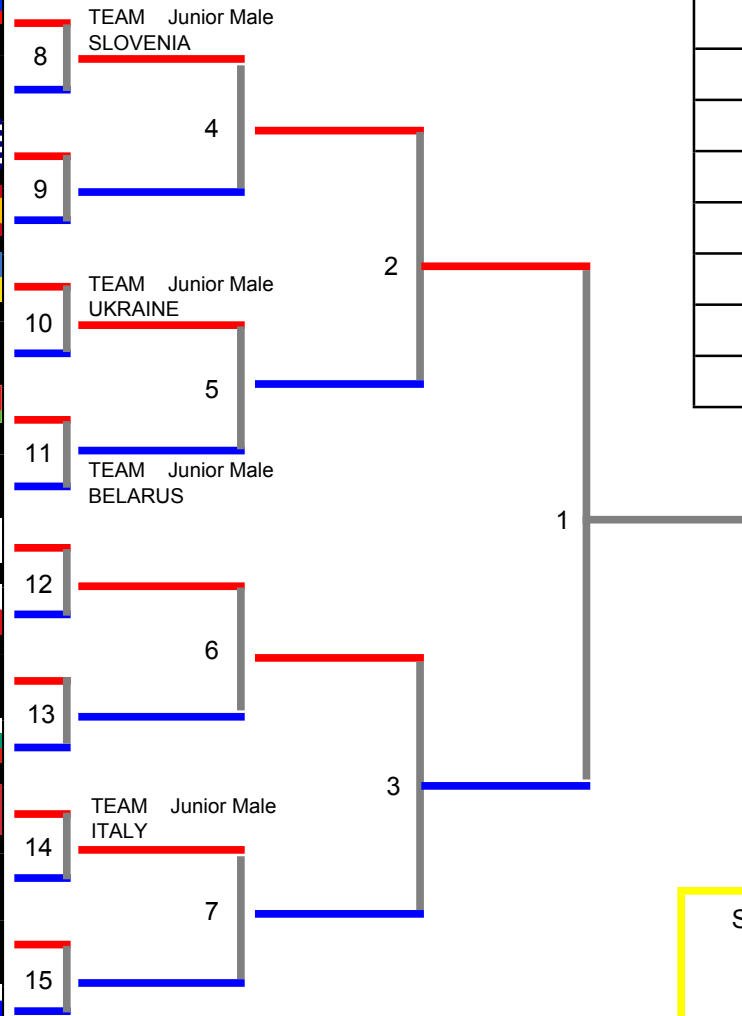 TEAM Junior Male
SLOVENIA
8
4
9
2
TEAM Junior Male
UKRAINE
10
5
11
TEAM Junior Male
BELARUS
1
12
6
13
3
TEAM Junior Male
ITALY
14
7
S
15